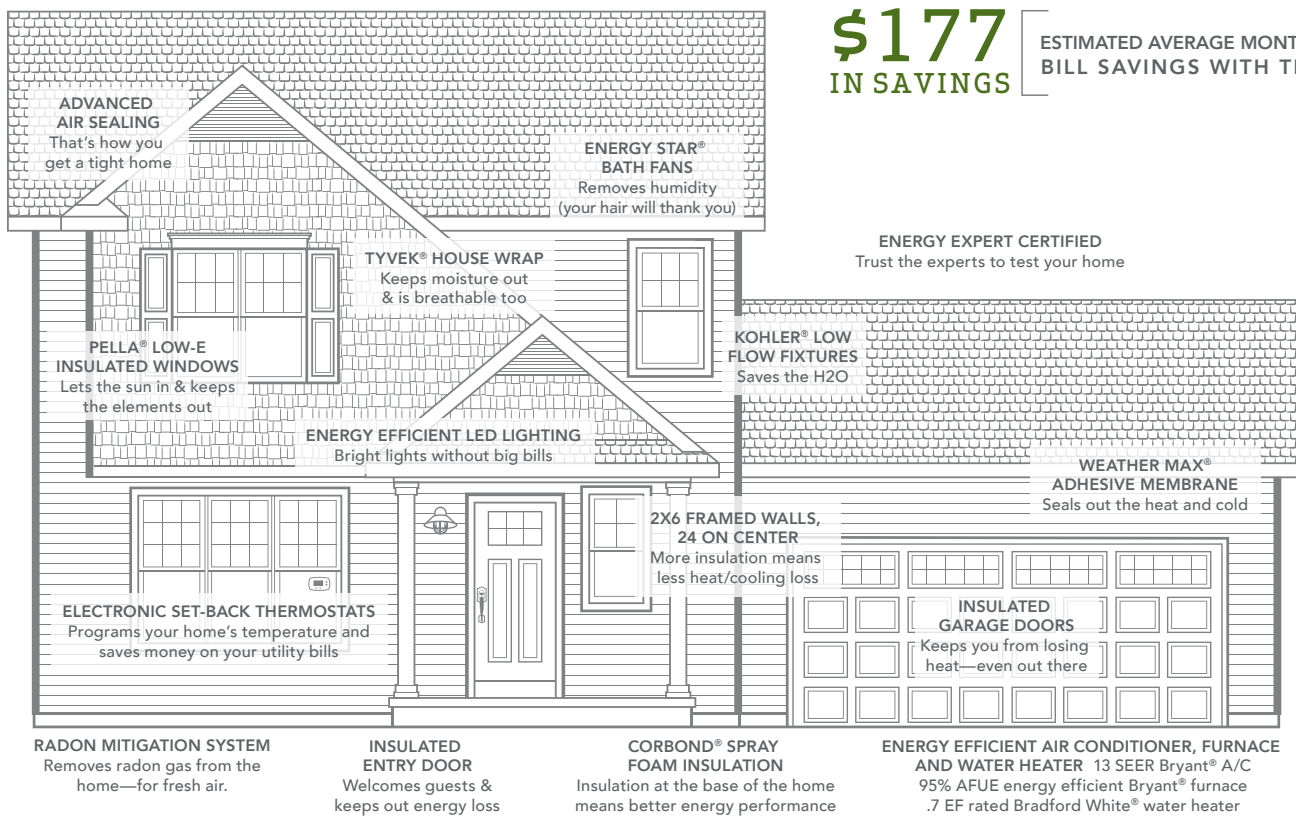 $177
IN SAVINGS
ESTIMATED AVERAGE MONT
BILL SAVINGS WITH
ADVANCED
AIR SEALING
That's how you
get a tight home
ENERGY STAR®
BATH FANS
Removes humidity
(your hair will thank you)
TYVEK® HOUSE WRAP
Keeps moisture out
& is breathable too
ENERGY EXPERT CERTIFIED
Trust the experts to test your home
PELLA® LOW-E
INSULATED WINDOWS
Lets the sun in & keeps
the elements out
KOHLER® LOW
FLOW FIXTURES
Saves the H2O
ENERGY EFFICIENT LED LIGHTING
Bright lights without big bills
WEATHER MAX®
ADHESIVE MEMBRANE
Seals out the heat and cold
2X6 FRAMED WALLS,
24 ON CENTER
More insulation means
less heat/cooling loss
ELECTRONIC SET-BACK THERMOSTATS
Programs your home's temperature and
saves money on your utility bills
INSULATED
GARAGE DOORS
Keeps you from losing
heat—even out there
RADON MITIGATION SYSTEM
Removes radon gas from the
home—for fresh air.
INSULATED
ENTRY DOOR
Welcomes guests &
keeps out energy loss
CORBOND® SPRAY
FOAM INSULATION
Insulation at the base of the home
means better energy performance
ENERGY EFFICIENT AIR CONDITIONER, FURNACE
AND WATER HEATER 13 SEER Bryant® A/C
95% AFUE energy efficient Bryant® furnace
.7 EF rated Bradford White® water heater